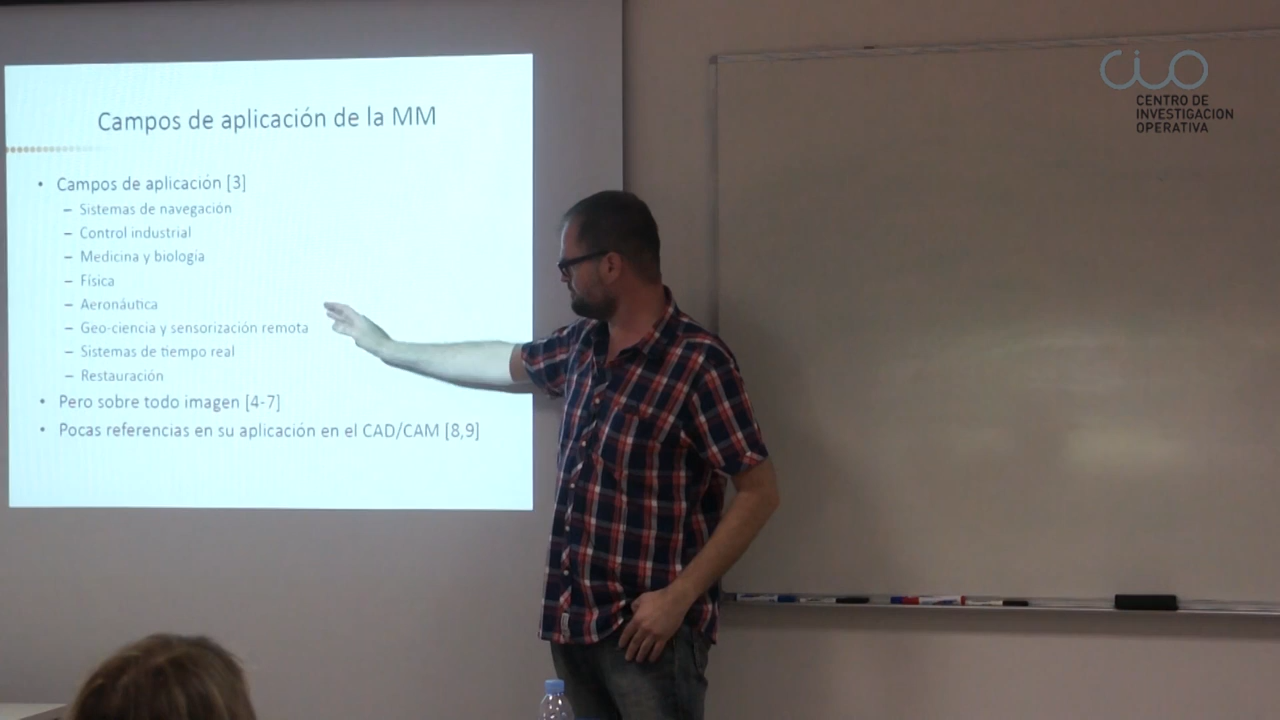 Campos de aplicación de la MM
• Campos de aplicación [3]
– Sistemas de navegación
– Control industrial
– Medicina y biología
– Física
– Aeronáutica
– Geo-ciencia y sensorización remota
– Sistemas de tiempo real
– Restauración
• Pero sobre todo imagen [4-7]
• Pocas referencias en su aplicación en el CAD/CAM [8,9]
CIO
CENTRO DE
INVESTIGACION
OPERATIVA